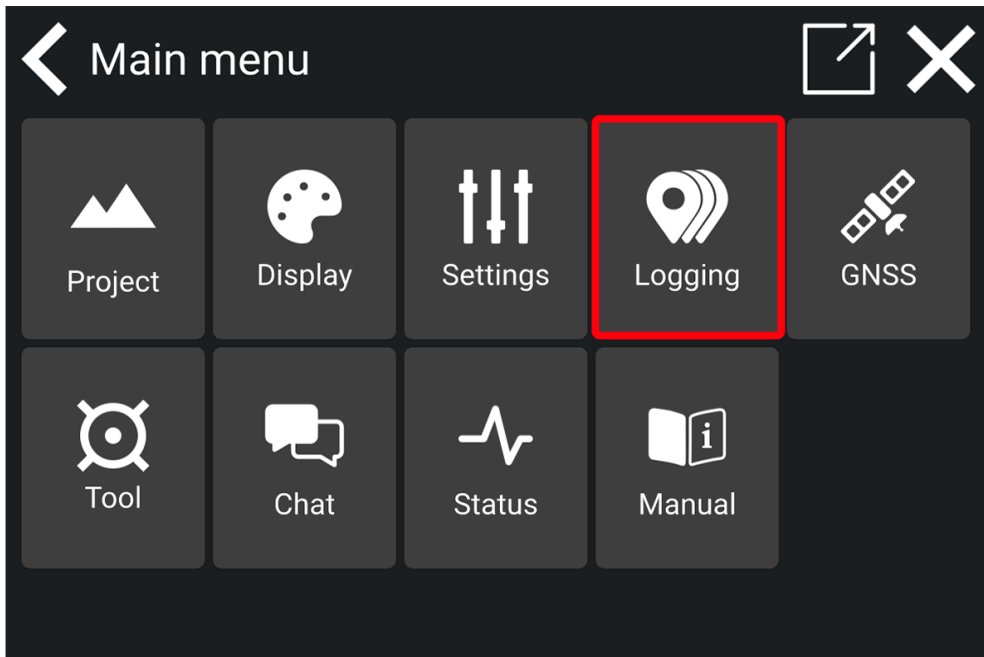 Main menu
Project
Display
Settings
Logging
GNSS
Tool
Chat
Status
Manual